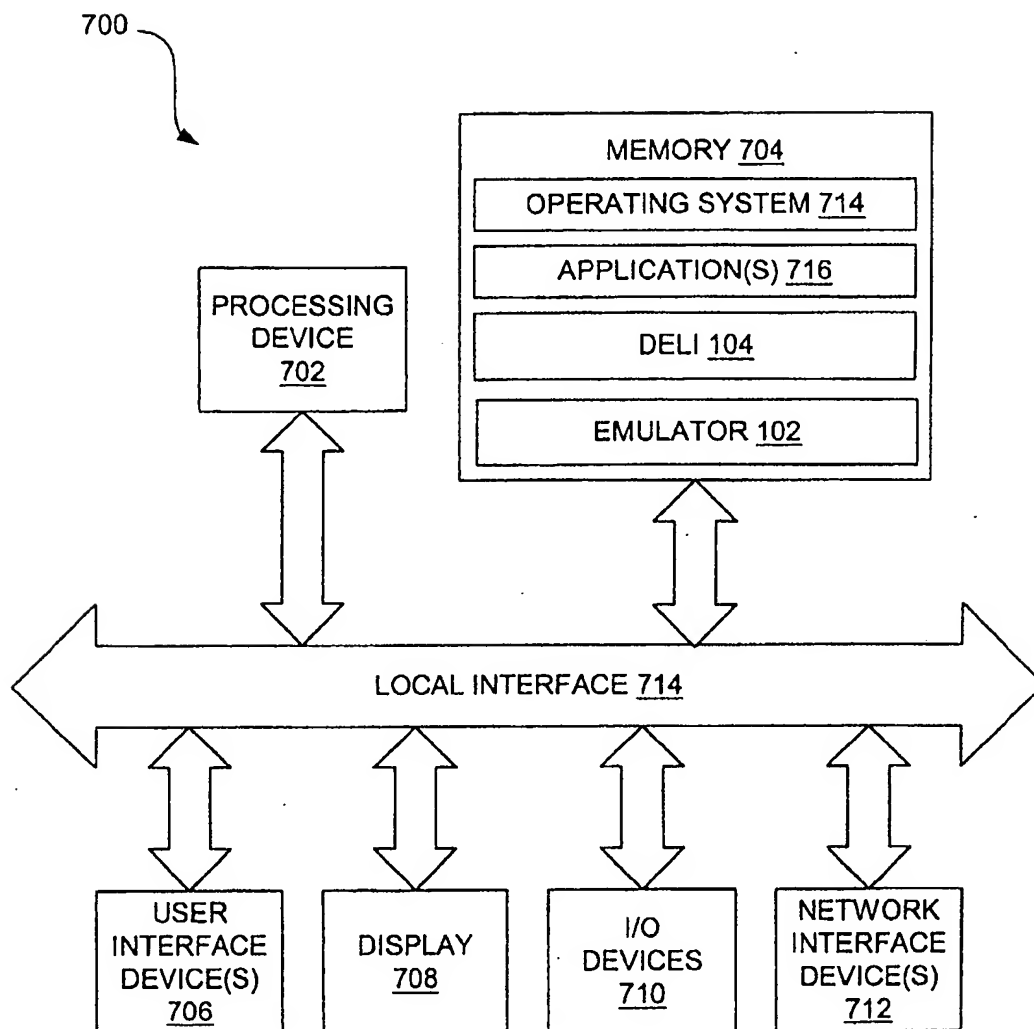 700
MEMORY 704
OPERATING SYSTEM 714
APPLICATION(S) 716
DELI 104
EMULATOR 102
PROCESSING
DEVICE
702
LOCAL INTERFACE 714
USER
INTERFACE
DEVICE(S)
706
DISPLAY
708
I/O
DEVICES
710
NETWORK
INTERFACE
DEVICE(S)
712